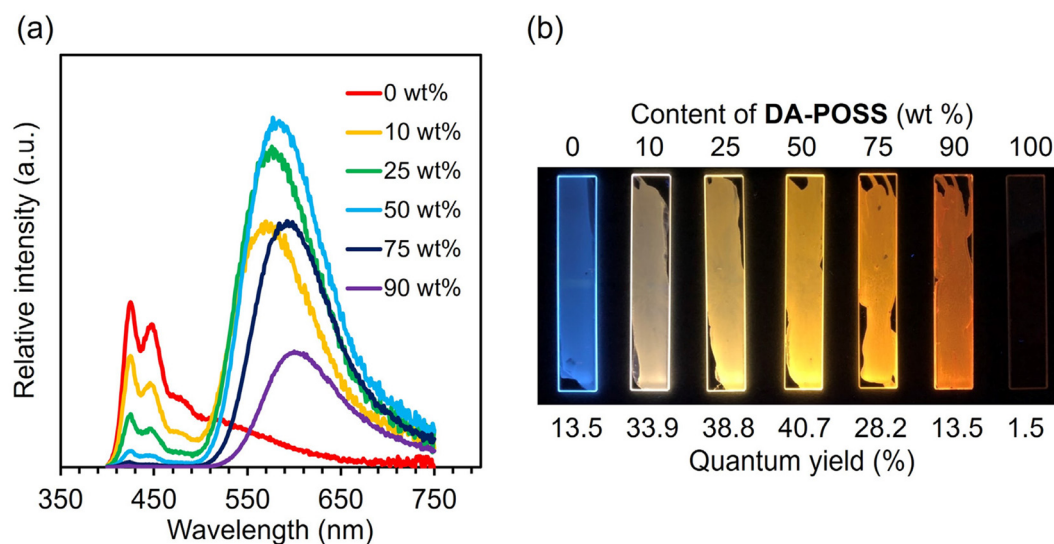 (a)
Relative intensity (a.u.)
0 wt%
10 wt%
25 wt%
50 wt%
75 wt%
90 wt%
350 450 550 650 750
Wavelength (nm)
(b)
Content of DA-POSS (wt %)
0 10 25 50 75 90 100
13.5 33.9 38.8 40.7 28.2 13.5 1.5
Quantum yield (%)